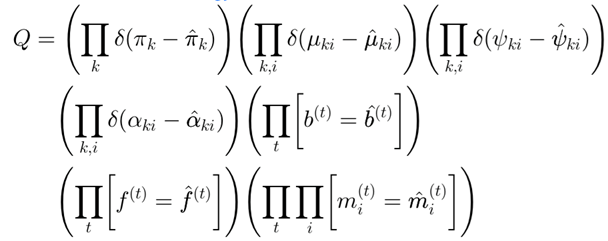 Q = (∏_k δ(π_k − π̂_k)) (∏_{k,i} δ(μ_{ki} − μ̂_{ki})) (∏_{k,i} δ(ψ_{ki} − ψ̂_{ki}))
(∏_{k,i} δ(α_{ki} − α̂_{ki})) (∏_t [b^{(t)} = b̂^{(t)}])
(∏_t [f^{(t)} = f̂^{(t)}]) (∏_t ∏_i [m_i^{(t)} = m̂_i^{(t)}])